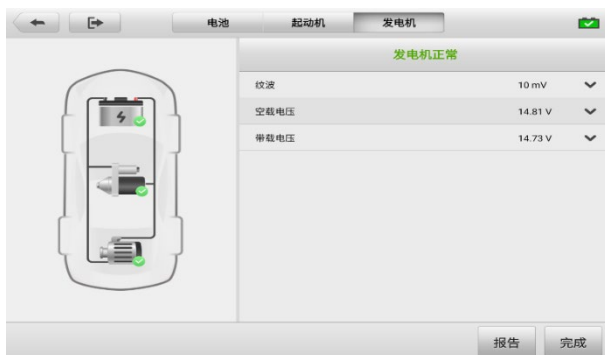 电池 起动机 发电机
发电机正常
纹波 10 mV
空载电压 14.81 V
带载电压 14.73 V
报告 完成